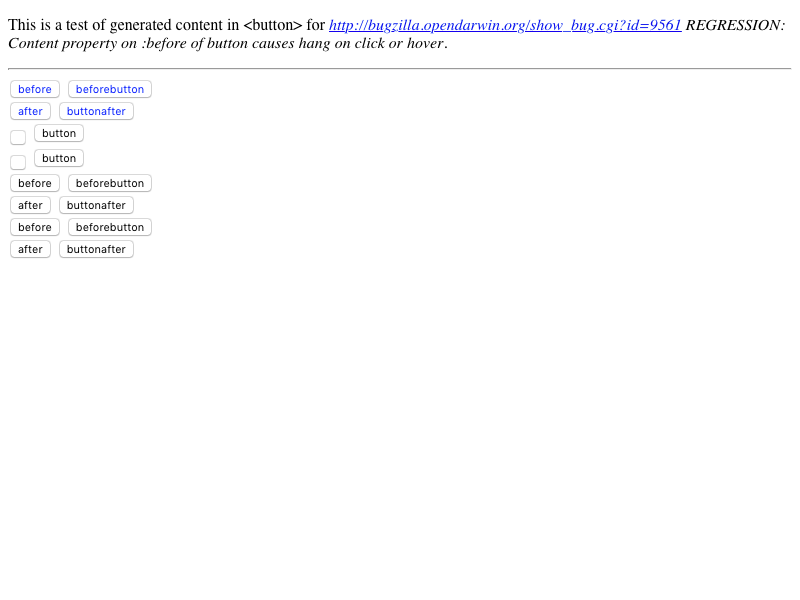 This is a test of generated content in <button> for http://bugzilla.opendarwin.org/show_bug.cgi?id=9561 REGRESSION:
Content property on :before of button causes hang on click or hover.
before beforebutton
after buttonafter
button
button
before beforebutton
after buttonafter
before beforebutton
after buttonafter